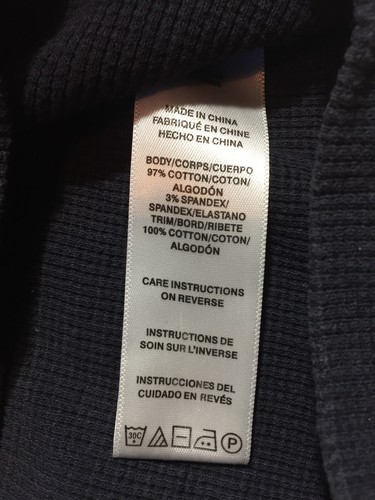 MADE IN CHINA
FABRIQUÉ EN CHINE
HECHO EN CHINA
BODY/CORPS/CUERPO
97% COTTON/COTON/
ALGODÓN
3% SPANDEX/
SPANDEX/ELASTANO
TRIM/BORD/RIBETE
100% COTTON/COTON/
ALGODÓN
CARE INSTRUCTIONS
ON REVERSE
INSTRUCTIONS DE
SOIN SUR L'INVERSE
INSTRUCCIONES DEL
CUIDADO EN REVÉS
30C P